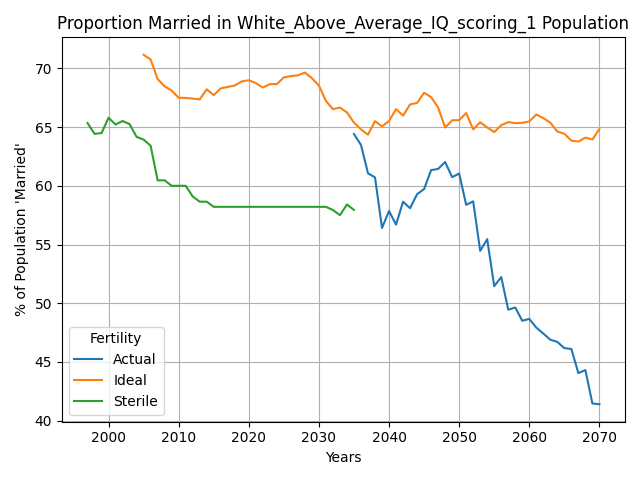 Proportion Married in White_Above_Average_IQ_scoring_1 Population
% of Population 'Married'
70
65
60
55
50
45
40
Fertility
Actual
Ideal
Sterile
2000 2010 2020 2030 2040 2050 2060 2070
Years